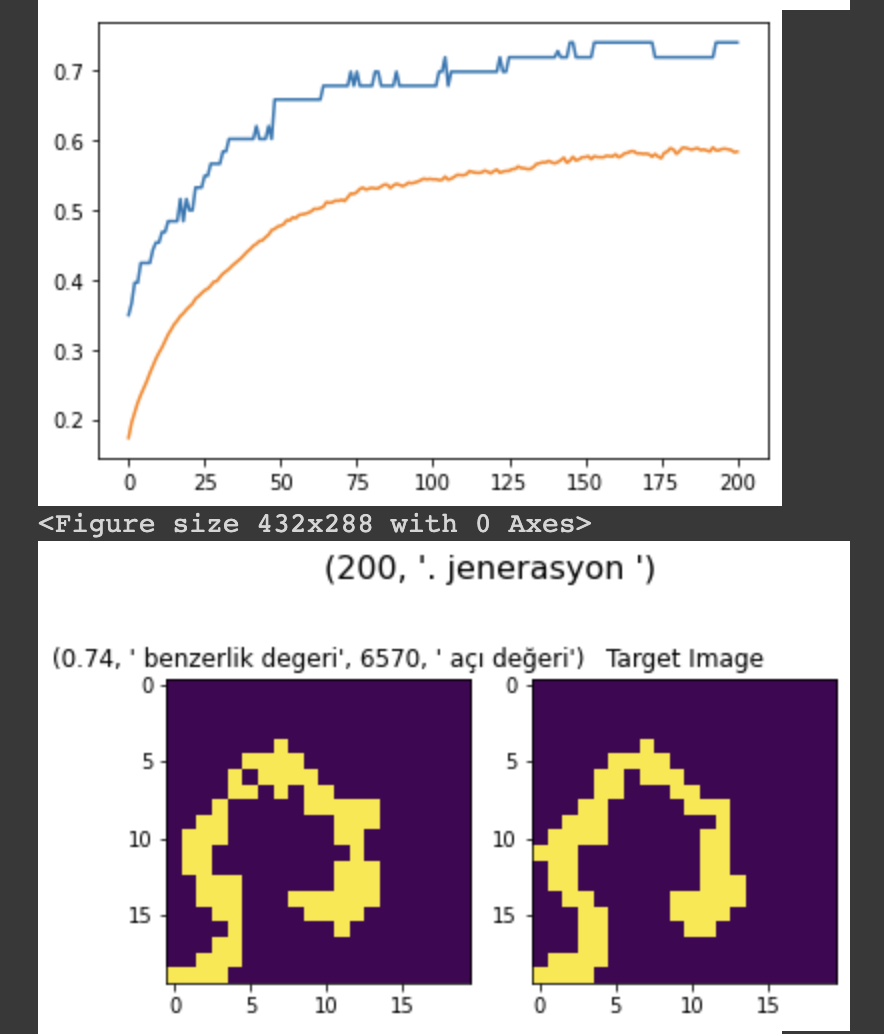 0.7
0.6
0.5
0.4
0.3
0.2
0 25 50 75 100 125 150 175 200
<Figure size 432x288 with 0 Axes>
(200, '. jenerasyon ')
(0.74, ' benzerlik degeri', 6570, ' açı değeri') Target Image
0 0
5 5
10 10
15 15
0 5 10 15 0 5 10 15